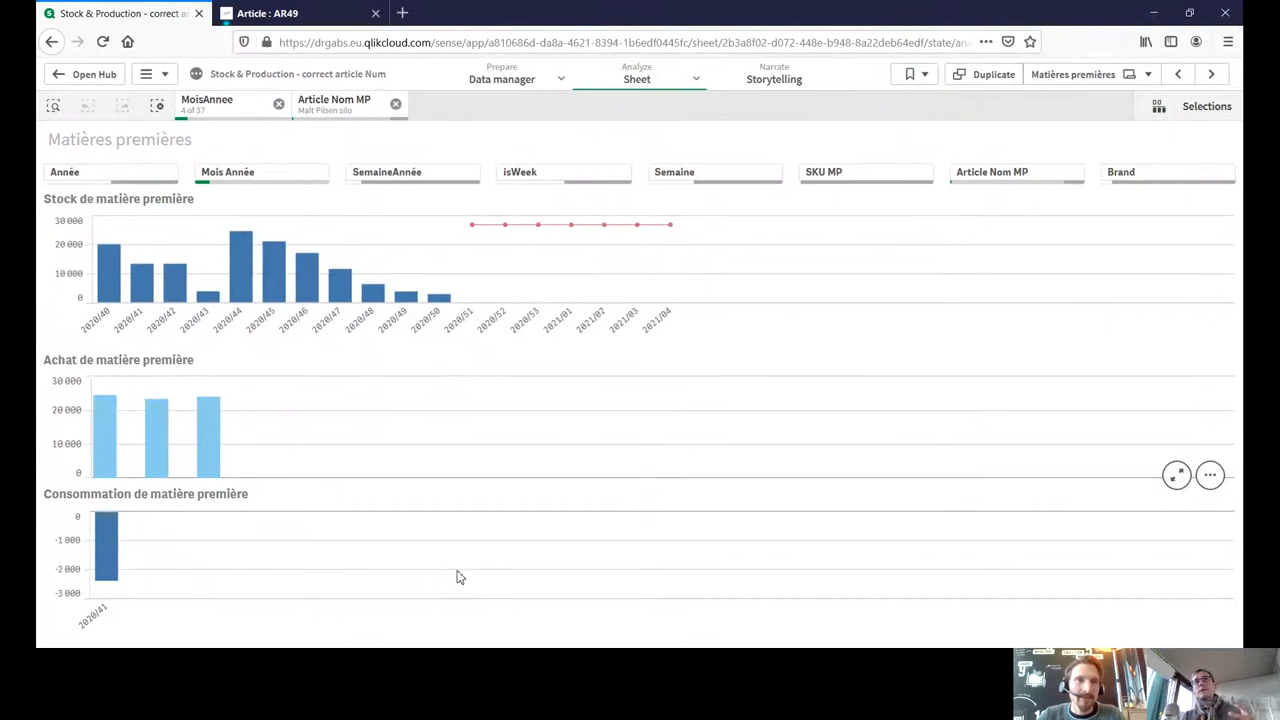 Stock & Production - correct a
Article : AR49
https://drgabs.eu.qlikcloud.com/sense/app/a810686d-da8a-4621-8394-1b6edf0445fc/sheet/2b3a8f02-d072-448e-b948-8a22deb64edf/state/an
Open Hub
Stock & Production - correct article Num
Prepare
Data manager
Analyze
Sheet
Narrate
Storytelling
Duplicate
Matières premières
MoisAnnee
4 of 37
Article Nom MP
Malt Pilsen silo
Selections
Matières premières
Année
Mois Année
SemaineAnnée
isWeek
Semaine
SKU MP
Article Nom MP
Brand
Stock de matière première
30 000
20 000
10 000
0
2020/40
2020/41
2020/42
2020/43
2020/44
2020/45
2020/46
2020/47
2020/48
2020/49
2020/50
2020/51
2020/52
2020/53
2021/01
2021/02
2021/03
2021/04
Achat de matière première
30 000
20 000
10 000
0
Consommation de matière première
0
-1 000
-2 000
-3 000
2020/41